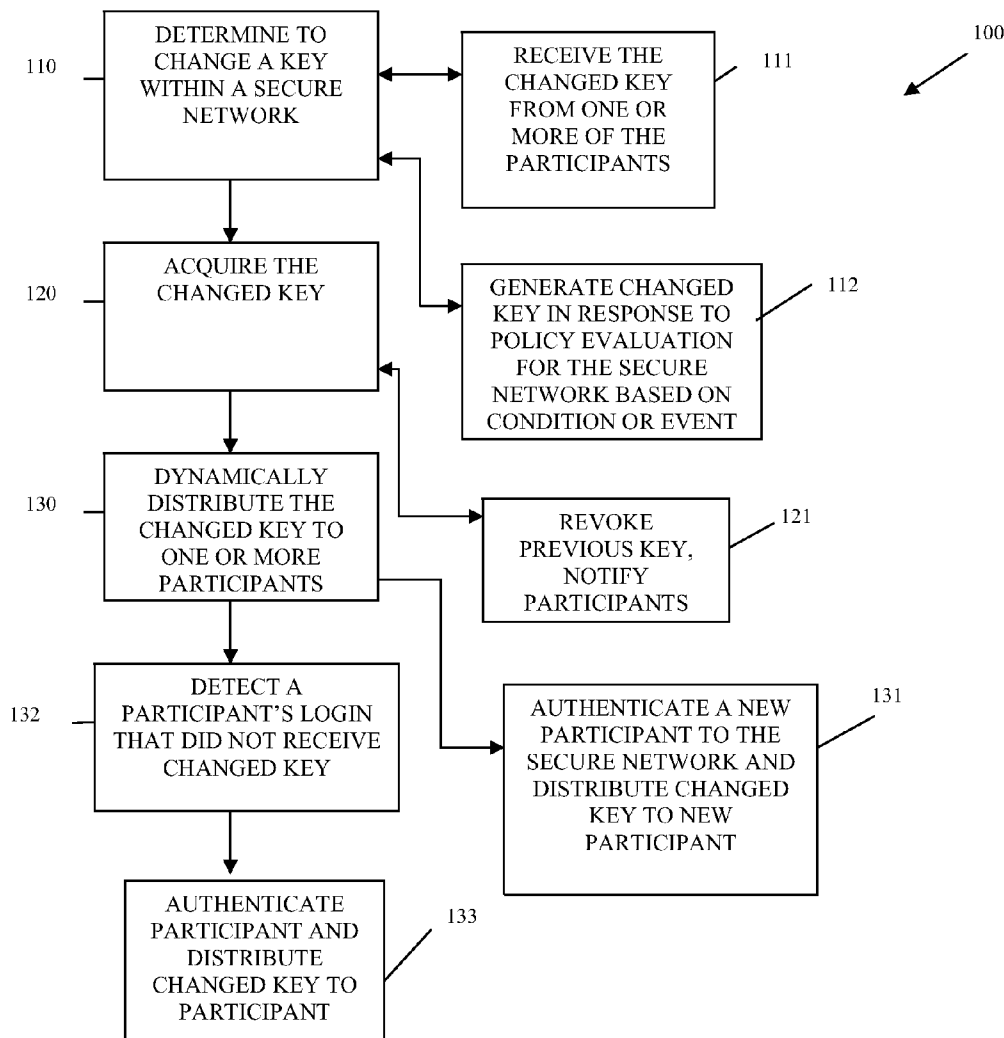 100
110
DETERMINE TO
CHANGE A KEY
WITHIN A SECURE
NETWORK
RECEIVE THE
CHANGED KEY
FROM ONE OR
MORE OF THE
PARTICIPANTS
111
120
ACQUIRE THE
CHANGED KEY
GENERATE CHANGED
KEY IN RESPONSE TO
POLICY EVALUATION
FOR THE SECURE
NETWORK BASED ON
CONDITION OR EVENT
112
130
DYNAMICALLY
DISTRIBUTE THE
CHANGED KEY TO
ONE OR MORE
PARTICIPANTS
REVOKE
PREVIOUS KEY,
NOTIFY
PARTICIPANTS
121
132
DETECT A
PARTICIPANT'S LOGIN
THAT DID NOT RECEIVE
CHANGED KEY
AUTHENTICATE A NEW
PARTICIPANT TO THE
SECURE NETWORK AND
DISTRIBUTE CHANGED
KEY TO NEW
PARTICIPANT
131
AUTHENTICATE
PARTICIPANT AND
DISTRIBUTE
CHANGED KEY TO
PARTICIPANT
133